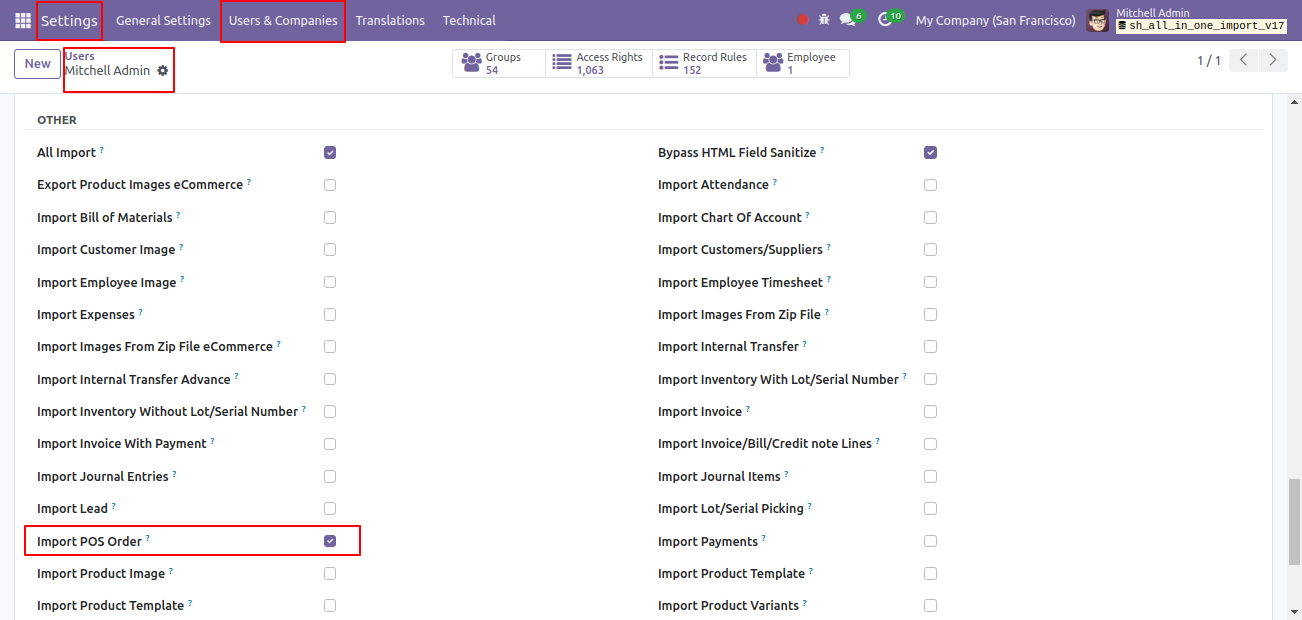 Settings General Settings Users & Companies Translations Technical 6 10 My Company (San Francisco) Mitchell Admin
sh_all_in_one_import_v17
New Users Groups Access Rights Record Rules Employee
Mitchell Admin 54 1,063 152 1 1 / 1
OTHER
All Import ? Bypass HTML Field Sanitize ?
Export Product Images eCommerce ? Import Attendance ?
Import Bill of Materials ? Import Chart Of Account ?
Import Customer Image ? Import Customers/Suppliers ?
Import Employee Image ? Import Employee Timesheet ?
Import Expenses ? Import Images From Zip File ?
Import Images From Zip File eCommerce ? Import Internal Transfer ?
Import Internal Transfer Advance ? Import Inventory With Lot/Serial Number ?
Import Inventory Without Lot/Serial Number ? Import Invoice ?
Import Invoice With Payment ? Import Invoice/Bill/Credit note Lines ?
Import Journal Entries ? Import Journal Items ?
Import Lead ? Import Lot/Serial Picking ?
Import POS Order ? Import Payments ?
Import Product Image ? Import Product Template ?
Import Product Template ? Import Product Variants ?